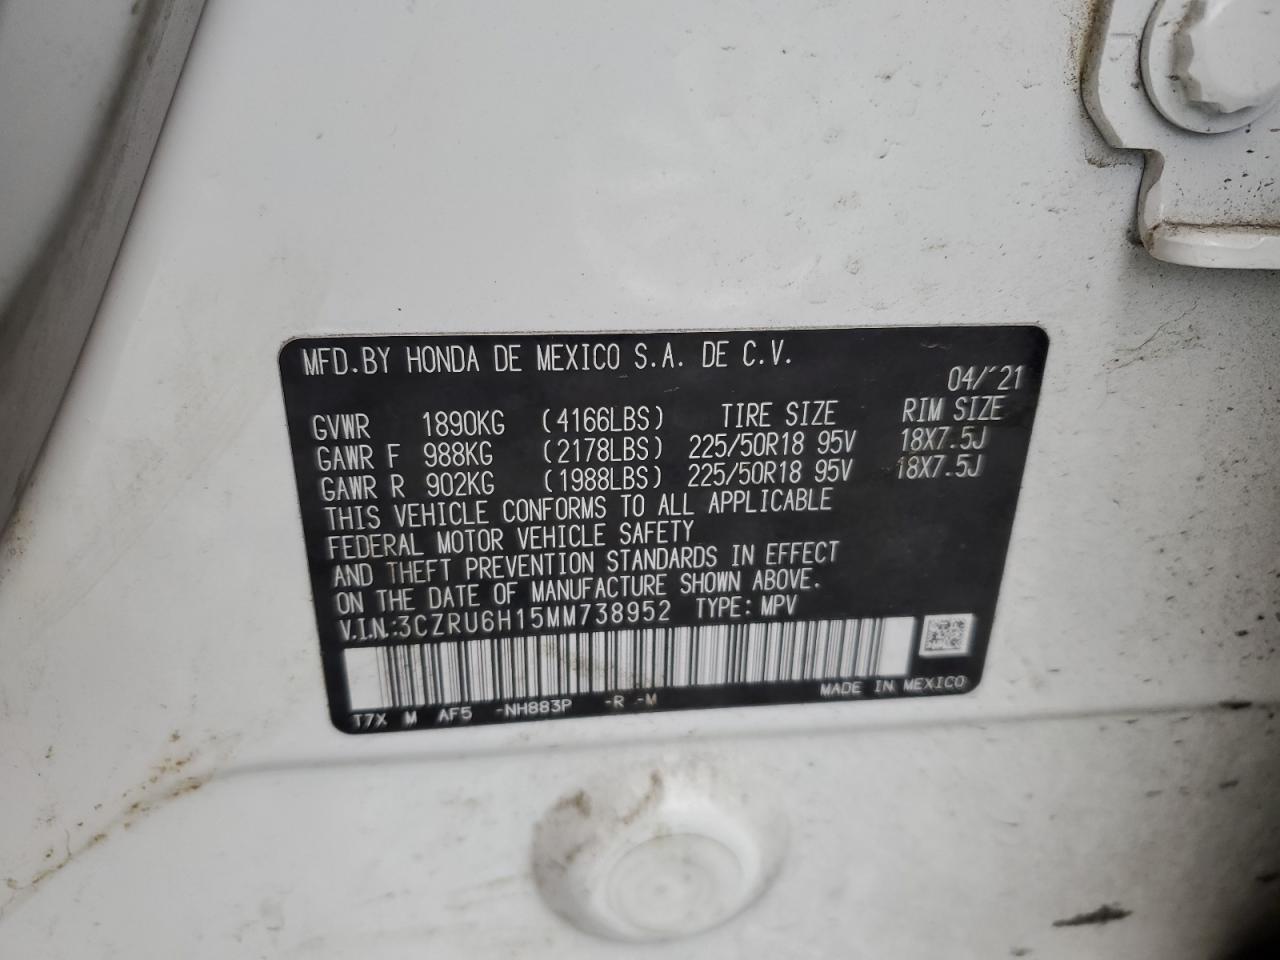 MFD.BY HONDA DE MEXICO S.A. DE C.V.
04/'21
GVWR 1890KG (4166LBS) TIRE SIZE RIM SIZE
GAWR F 988KG (2178LBS) 225/50R18 95V 18X7.5J
GAWR R 902KG (1988LBS) 225/50R18 95V 18X7.5J
THIS VEHICLE CONFORMS TO ALL APPLICABLE
FEDERAL MOTOR VEHICLE SAFETY
AND THEFT PREVENTION STANDARDS IN EFFECT
ON THE DATE OF MANUFACTURE SHOWN ABOVE.
V.I.N.:3CZRU6H15MM738952 TYPE: MPV
T7X M AF5 -NH883P -R -M MADE IN MEXICO